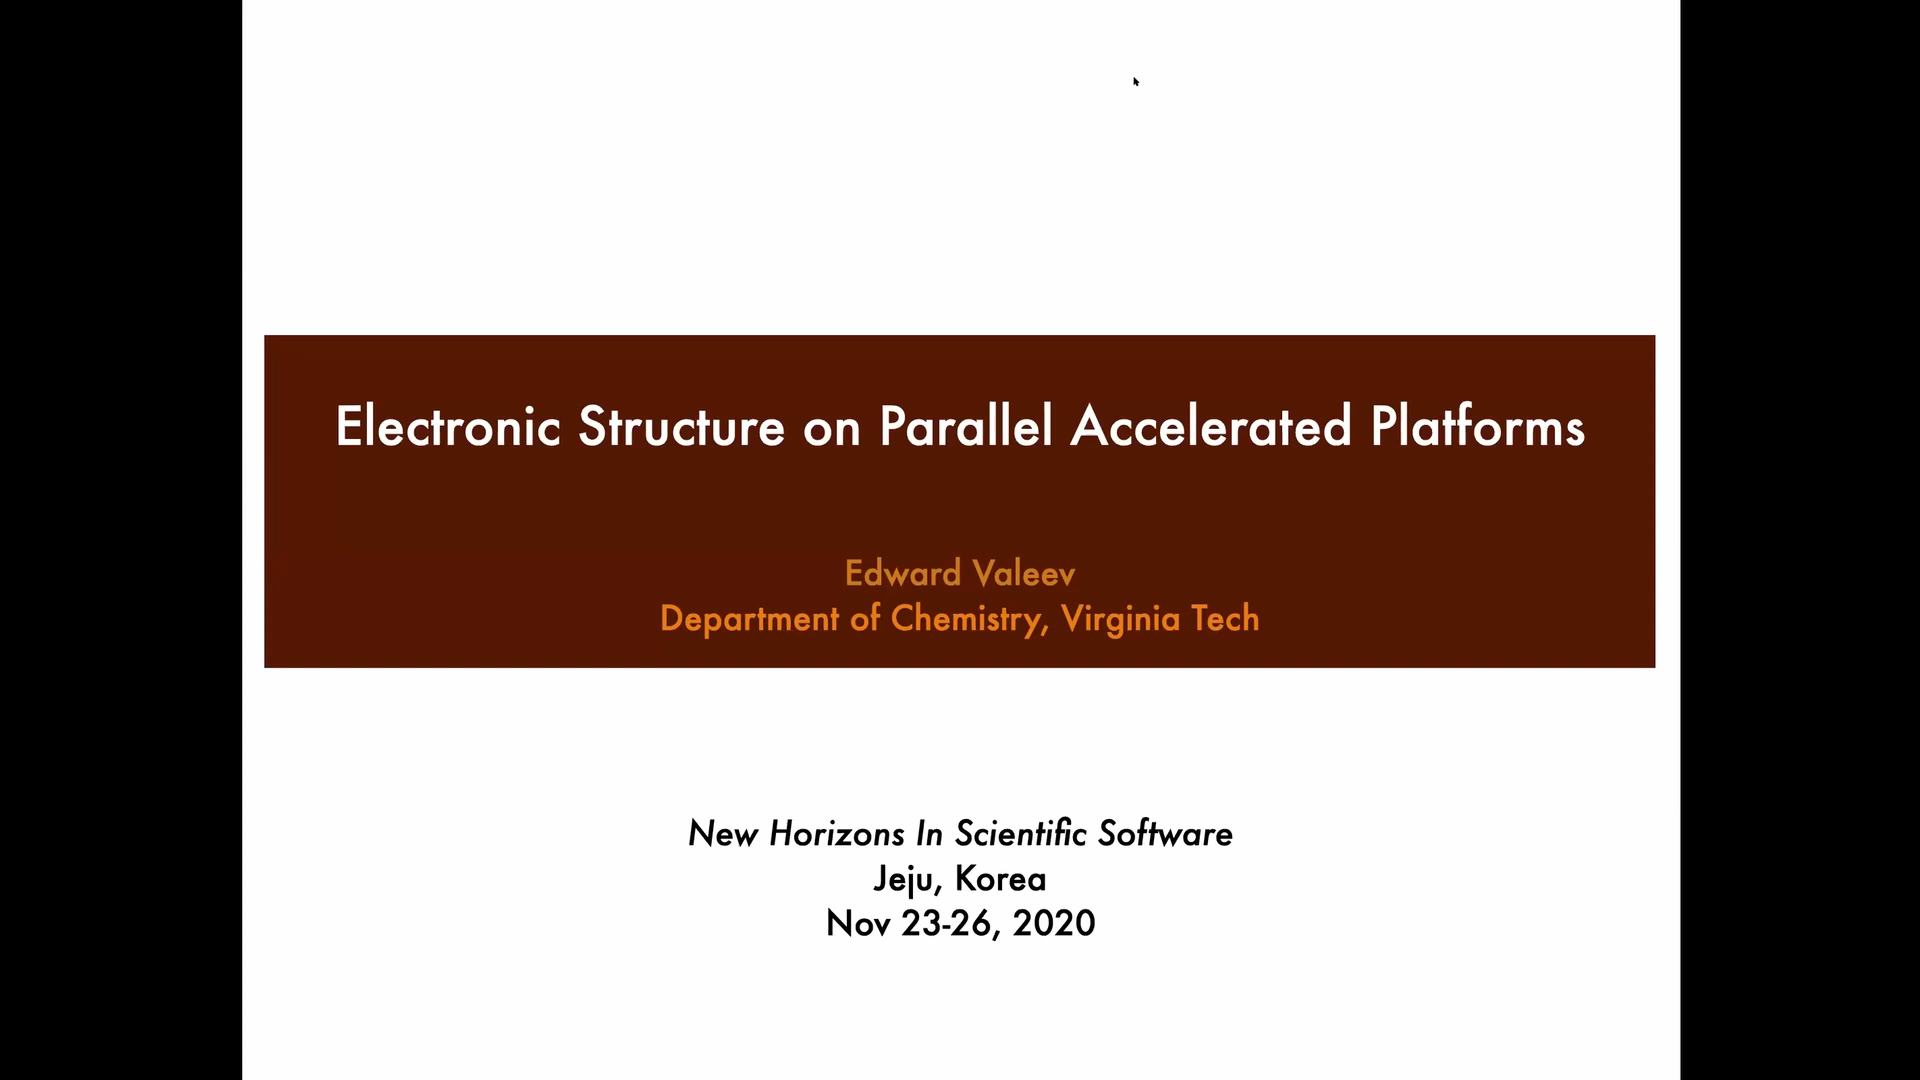 Electronic Structure on Parallel Accelerated Platforms
Edward Valeev
Department of Chemistry, Virginia Tech
New Horizons In Scientific Software
Jeju, Korea
Nov 23-26, 2020